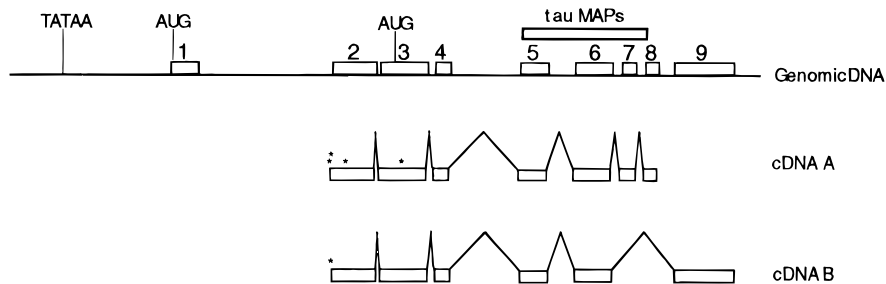 tau MAPs
TATAA AUG AUG
1 2 3 4 5 6 7 8 9
GenomicDNA
* * * *
cDNA A
*
cDNA B